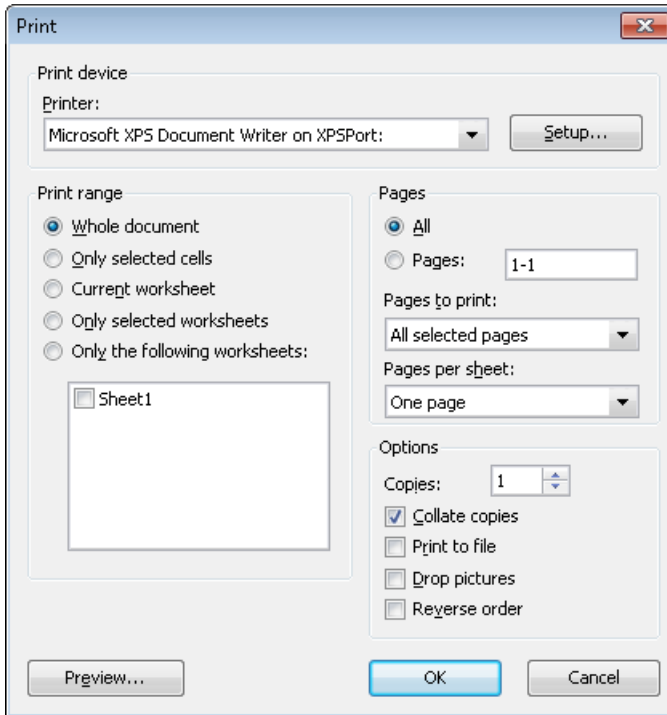 Print
Print device
Printer:
Microsoft XPS Document Writer on XPSPort:
Setup...
Print range
Whole document
Only selected cells
Current worksheet
Only selected worksheets
Only the following worksheets:
Sheet1
Pages
All
Pages: 1-1
Pages to print:
All selected pages
Pages per sheet:
One page
Options
Copies: 1
Collate copies
Print to file
Drop pictures
Reverse order
Preview...
OK
Cancel